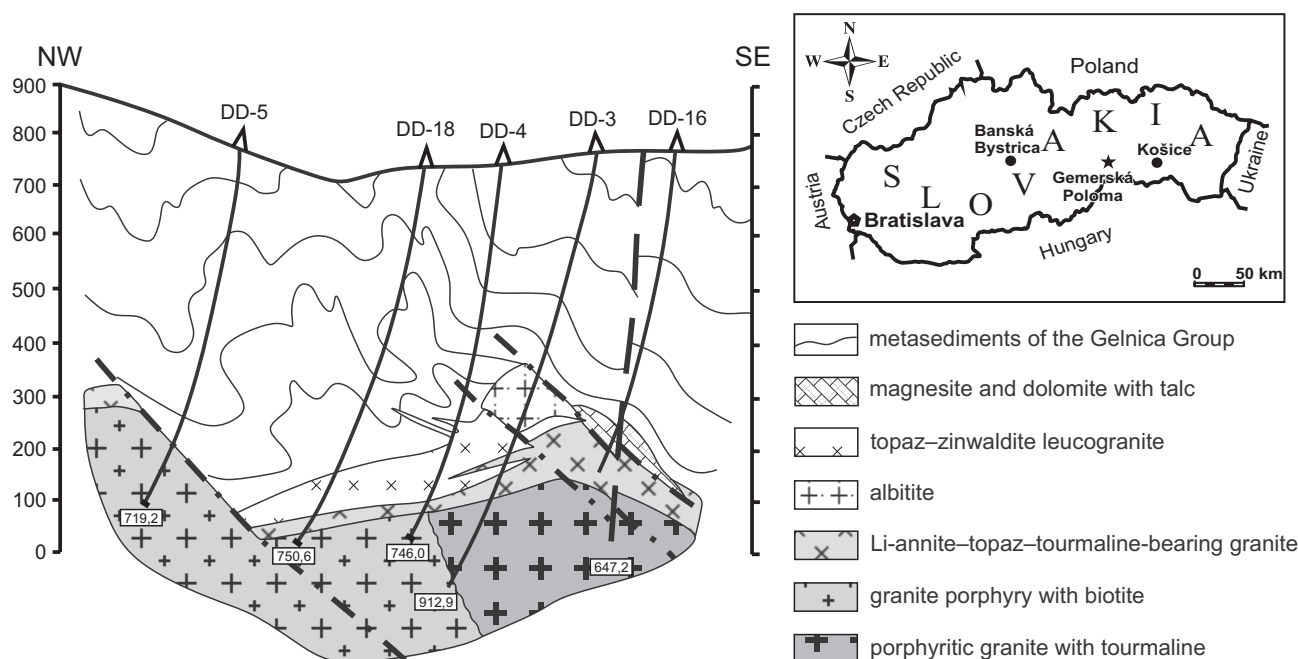 NW
SE
900
800
700
600
500
400
300
200
100
0
DD-5
DD-18
DD-4
DD-3
DD-16
719,2
750,6
746,0
912,9
647,2
N
W E
S
Czech Republic
Poland
Ukraine
Austria
Hungary
S L O V A K I A
Banská
Bystrica
Košice
Gemerská
Poloma
Bratislava
0 50 km
metasediments of the Gelnica Group
magnesite and dolomite with talc
topaz–zinwaldite leucogranite
albitite
Li-annite–topaz–tourmaline-bearing granite
granite porphyry with biotite
porphyritic granite with tourmaline